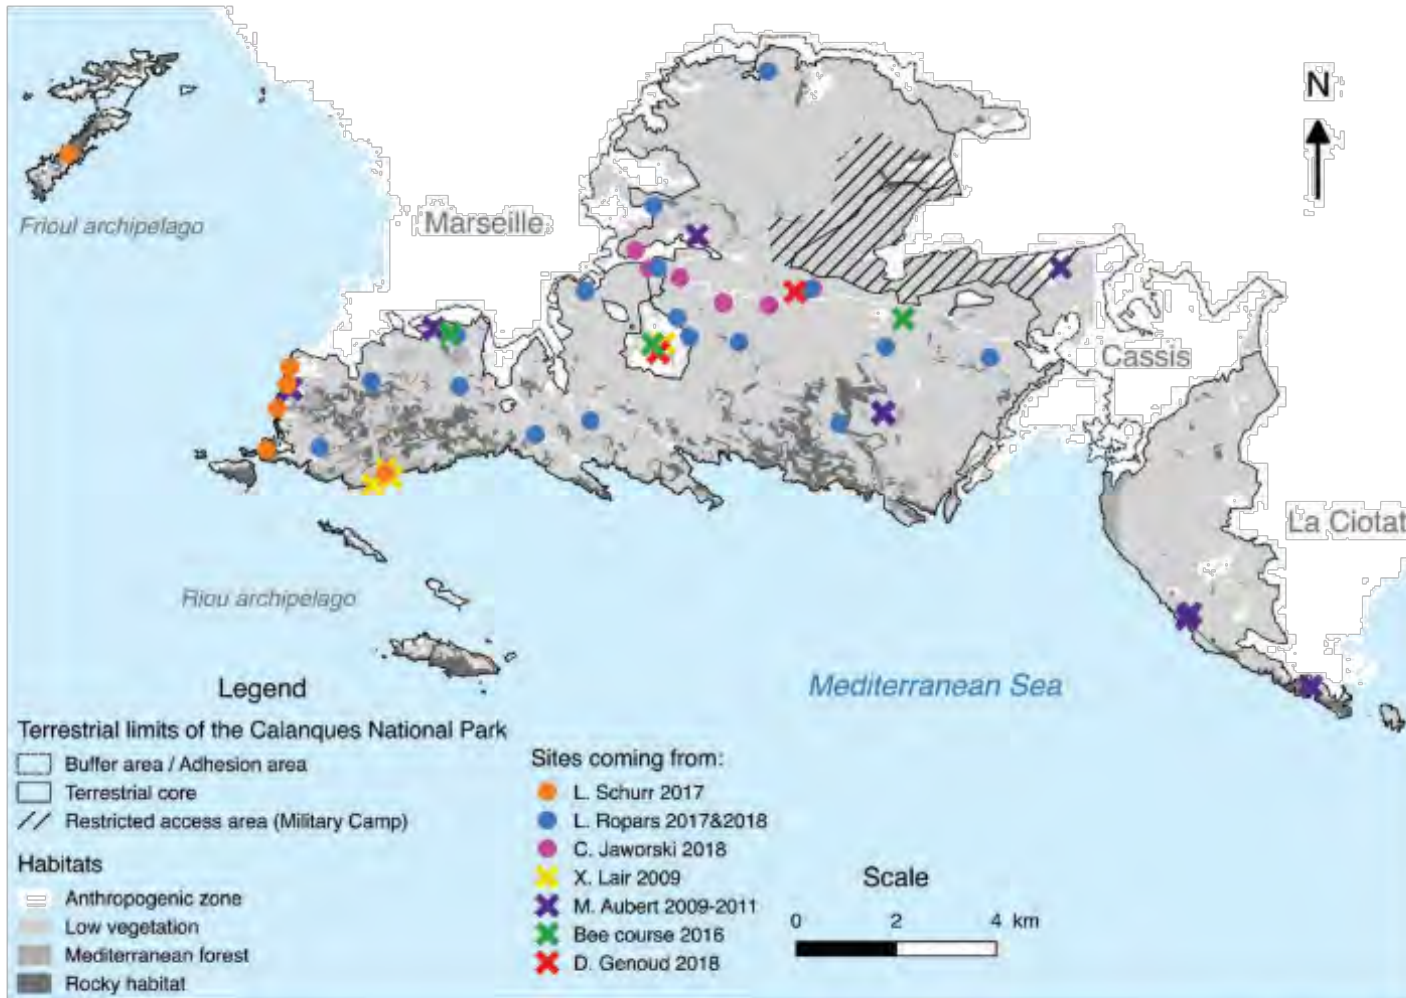 N
Frioul archipelago
Marseille
Cassis
La Ciotat
Riou archipelago
Mediterranean Sea
Legend
Terrestrial limits of the Calanques National Park
Buffer area / Adhesion area
Terrestrial core
Restricted access area (Military Camp)
Habitats
Anthropogenic zone
Low vegetation
Mediterranean forest
Rocky habitat
Sites coming from:
L. Schurr 2017
L. Ropars 2017&2018
C. Jaworski 2018
X. Lair 2009
M. Aubert 2009-2011
Bee course 2016
D. Genoud 2018
Scale
0 2 4 km